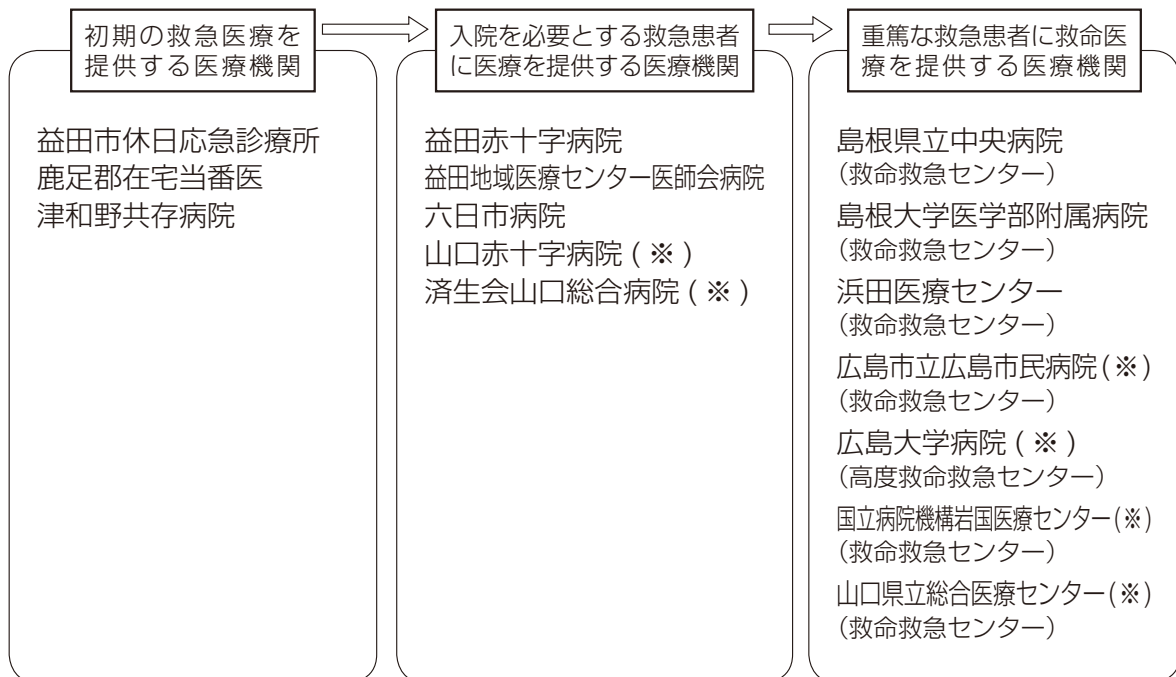 初期の救急医療を
提供する医療機関
益田市休日応急診療所
鹿足郡在宅当番医
津和野共存病院
入院を必要とする救急患者
に医療を提供する医療機関
益田赤十字病院
益田地域医療センター医師会病院
六日市病院
山口赤十字病院(※)
済生会山口総合病院(※)
重篤な救急患者に救命医
療を提供する医療機関
島根県立中央病院
(救命救急センター)
島根大学医学部附属病院
(救命救急センター)
浜田医療センター
(救命救急センター)
広島市立広島市民病院(※)
(救命救急センター)
広島大学病院(※)
(高度救命救急センター)
国立病院機構岩国医療センター(※)
(救命救急センター)
山口県立総合医療センター(※)
(救命救急センター)